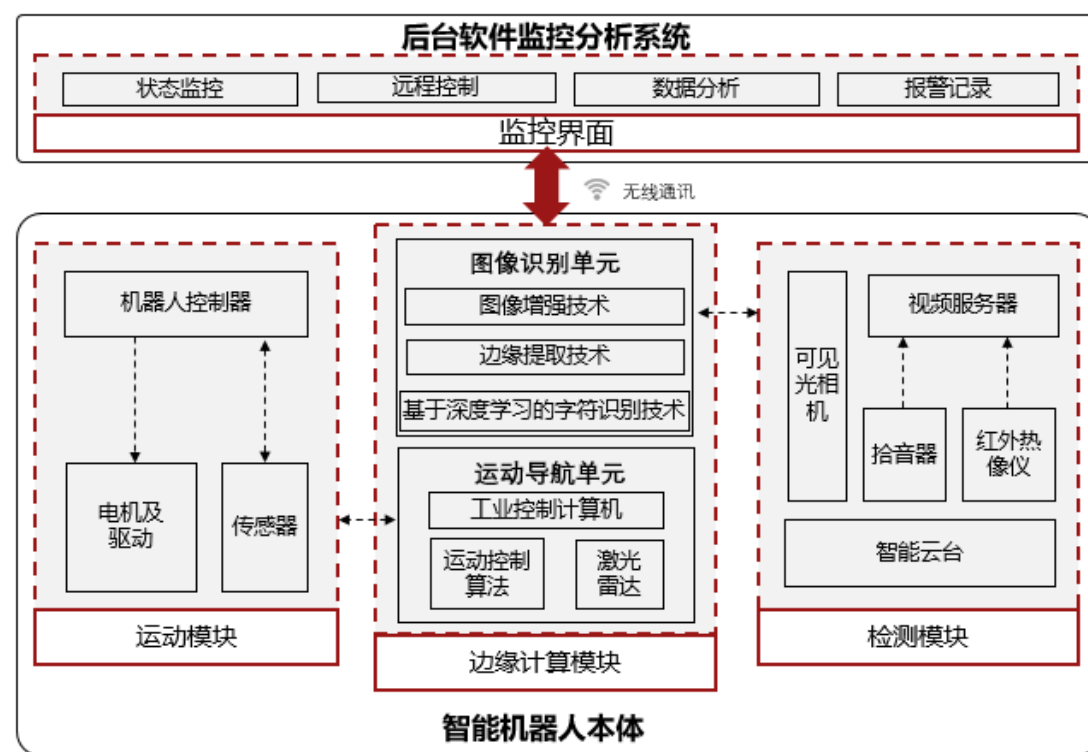 后台软件监控分析系统
状态监控
远程控制
数据分析
报警记录
监控界面
无线通讯
机器人控制器
电机及
驱动
传感器
运动模块
图像识别单元
图像增强技术
边缘提取技术
基于深度学习的字符识别技术
运动导航单元
工业控制计算机
运动控制
算法
激光
雷达
边缘计算模块
可见
光相
机
视频服务器
拾音器
红外热
像仪
智能云台
检测模块
智能机器人本体